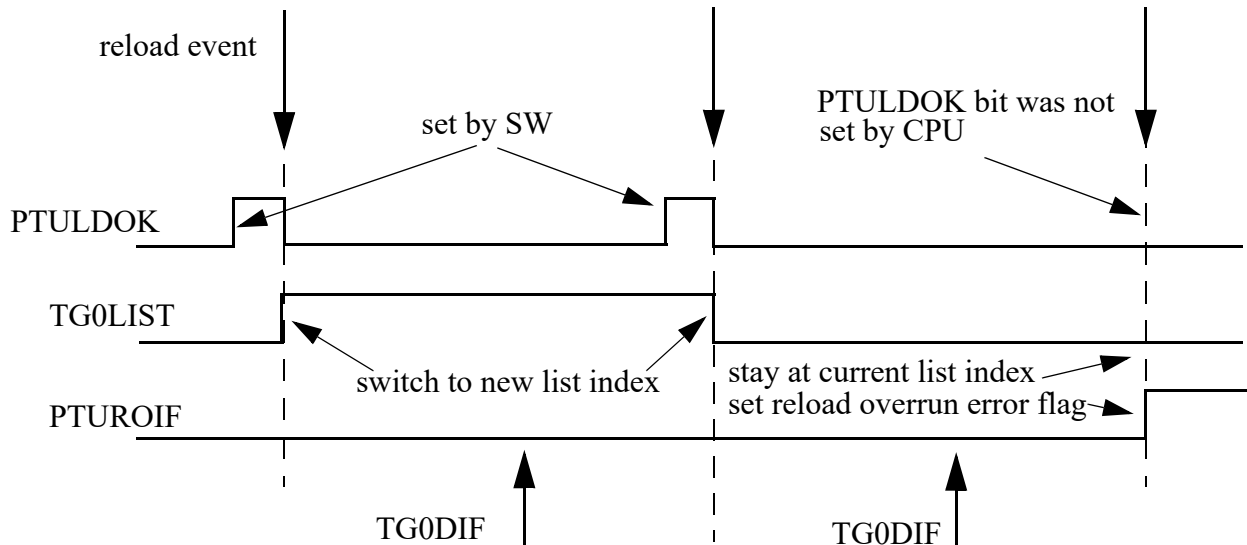 reload event
set by SW
PTULDOK bit was not
set by CPU
PTULDOK
TG0LIST
switch to new list index
stay at current list index
set reload overrun error flag
PTUROIF
TG0DIF
TG0DIF